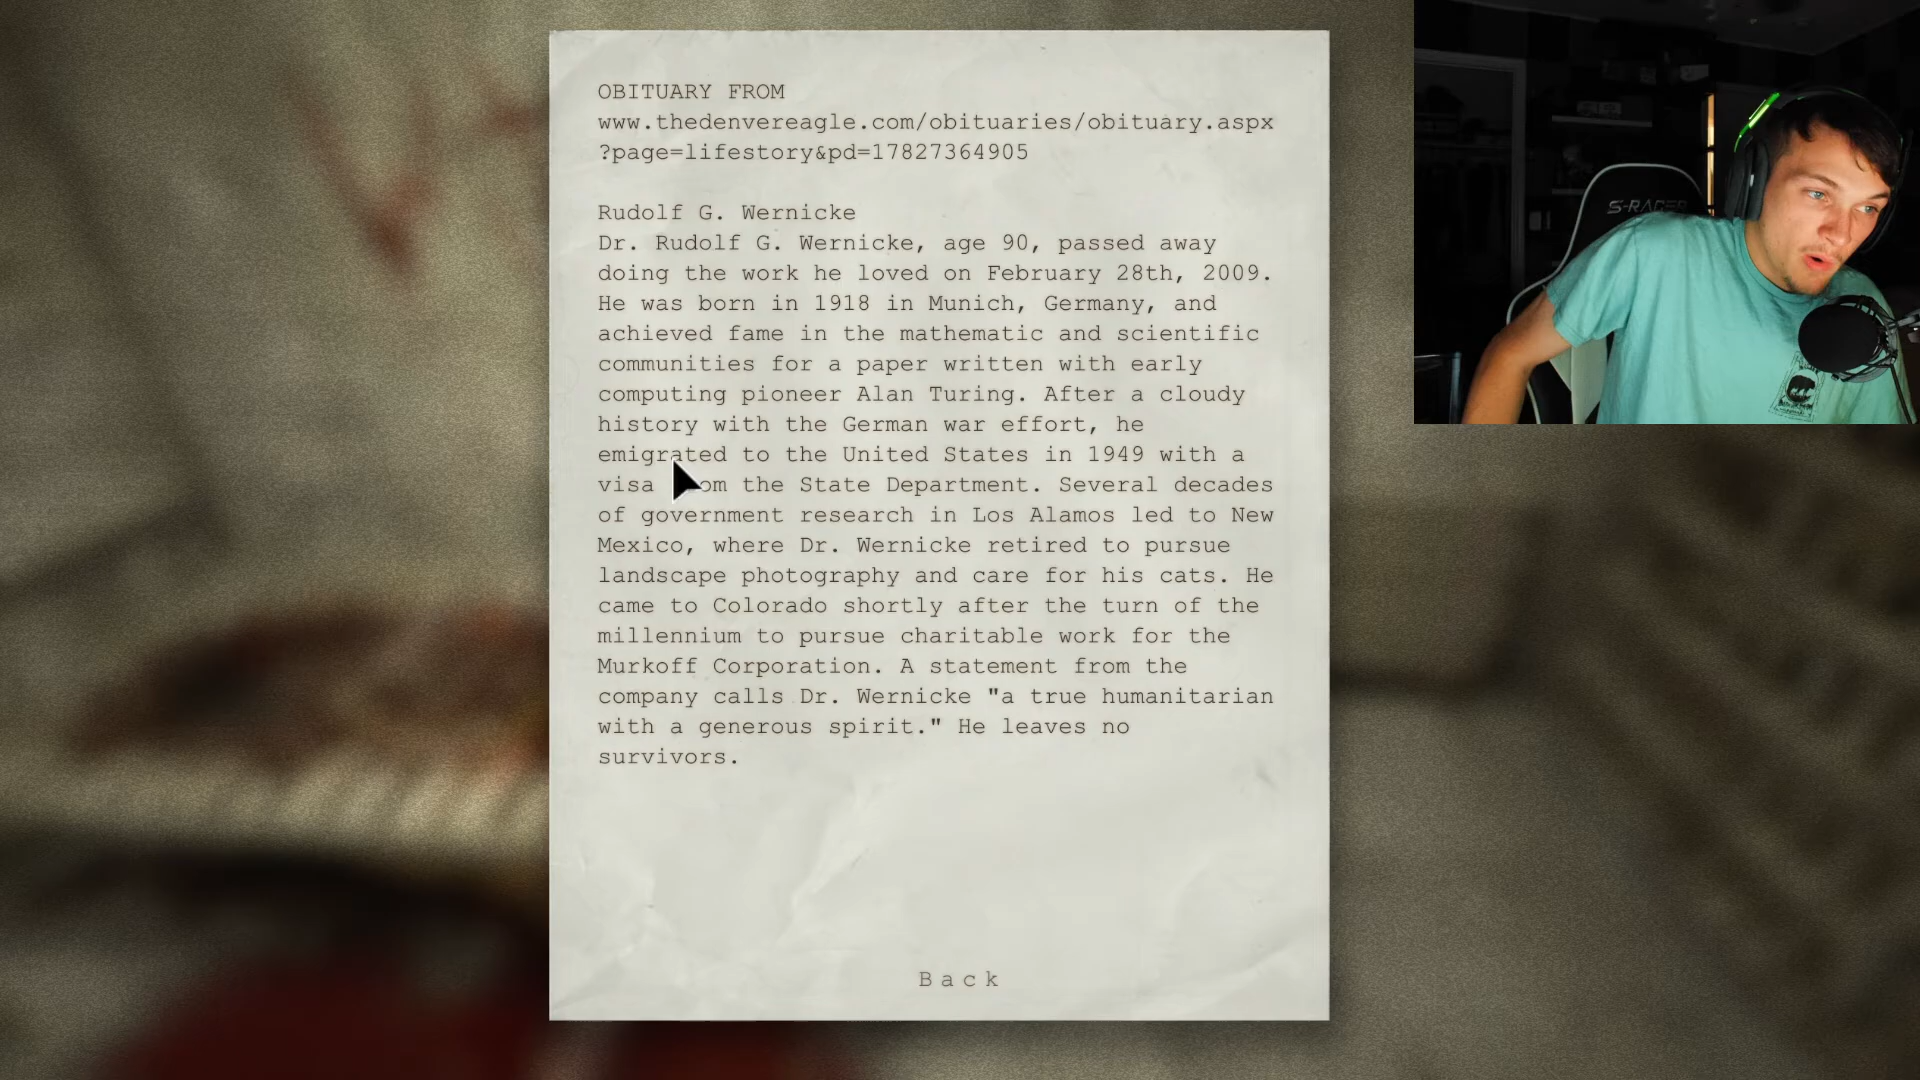 OBITUARY FROM
www.thedenvereagle.com/obituaries/obituary.aspx
?page=lifestory&pd=17827364905
Rudolf G. Wernicke
Dr. Rudolf G. Wernicke, age 90, passed away
doing the work he loved on February 28th, 2009.
He was born in 1918 in Munich, Germany, and
achieved fame in the mathematic and scientific
communities for a paper written with early
computing pioneer Alan Turing. After a cloudy
history with the German war effort, he
emigrated to the United States in 1949 with a
visa from the State Department. Several decades
of government research in Los Alamos led to New
Mexico, where Dr. Wernicke retired to pursue
landscape photography and care for his cats. He
came to Colorado shortly after the turn of the
millennium to pursue charitable work for the
Murkoff Corporation. A statement from the
company calls Dr. Wernicke "a true humanitarian
with a generous spirit." He leaves no
survivors.
Back
S-RACER